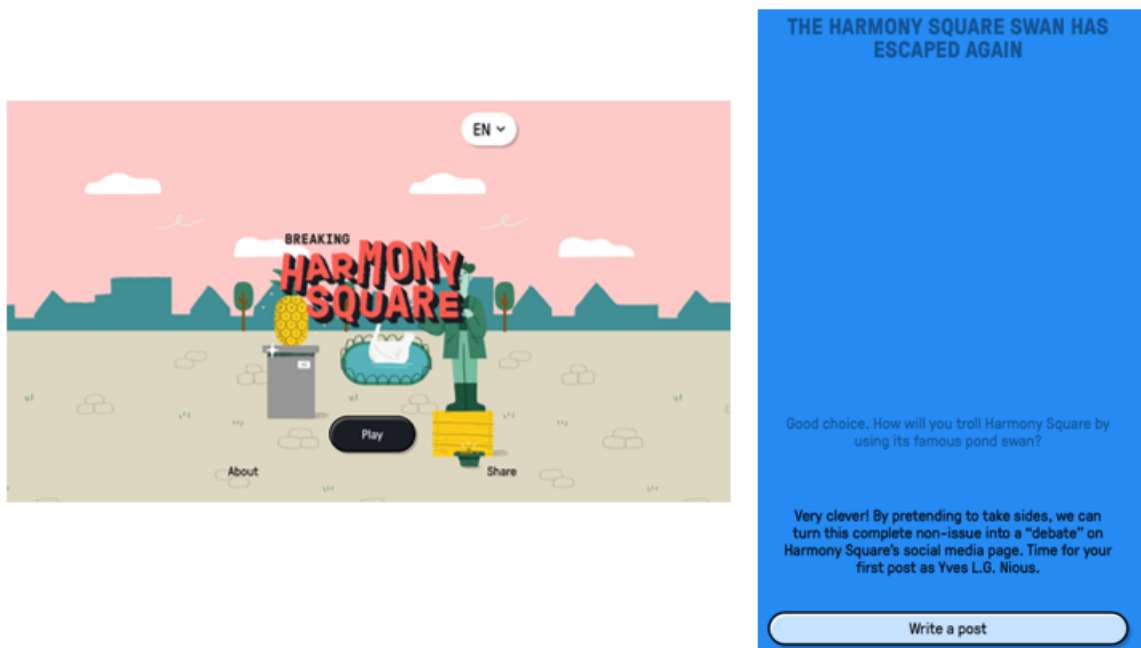 EN
BREAKING
HARMONY
SQUARE
Play
About
Share
THE HARMONY SQUARE SWAN HAS
ESCAPED AGAIN
Good choice. How will you troll Harmony Square by
using its famous pond swan?
Very clever! By pretending to take sides, we can
turn this complete non-issue into a “debate” on
Harmony Square's social media page. Time for your
first post as Yves L.G. Nious.
Write a post